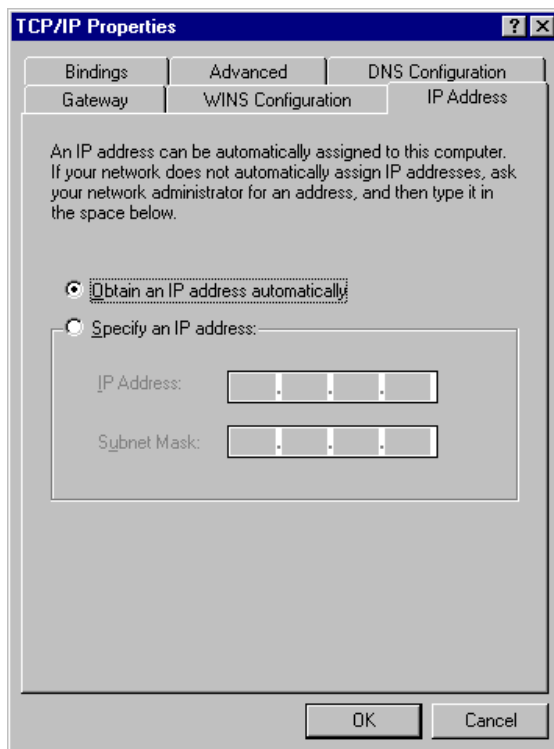 TCP/IP Properties
Bindings
Advanced
DNS Configuration
Gateway
WINS Configuration
IP Address
An IP address can be automatically assigned to this computer.
If your network does not automatically assign IP addresses, ask
your network administrator for an address, and then type it in
the space below.
Obtain an IP address automatically
Specify an IP address:
IP Address:
Subnet Mask:
OK
Cancel